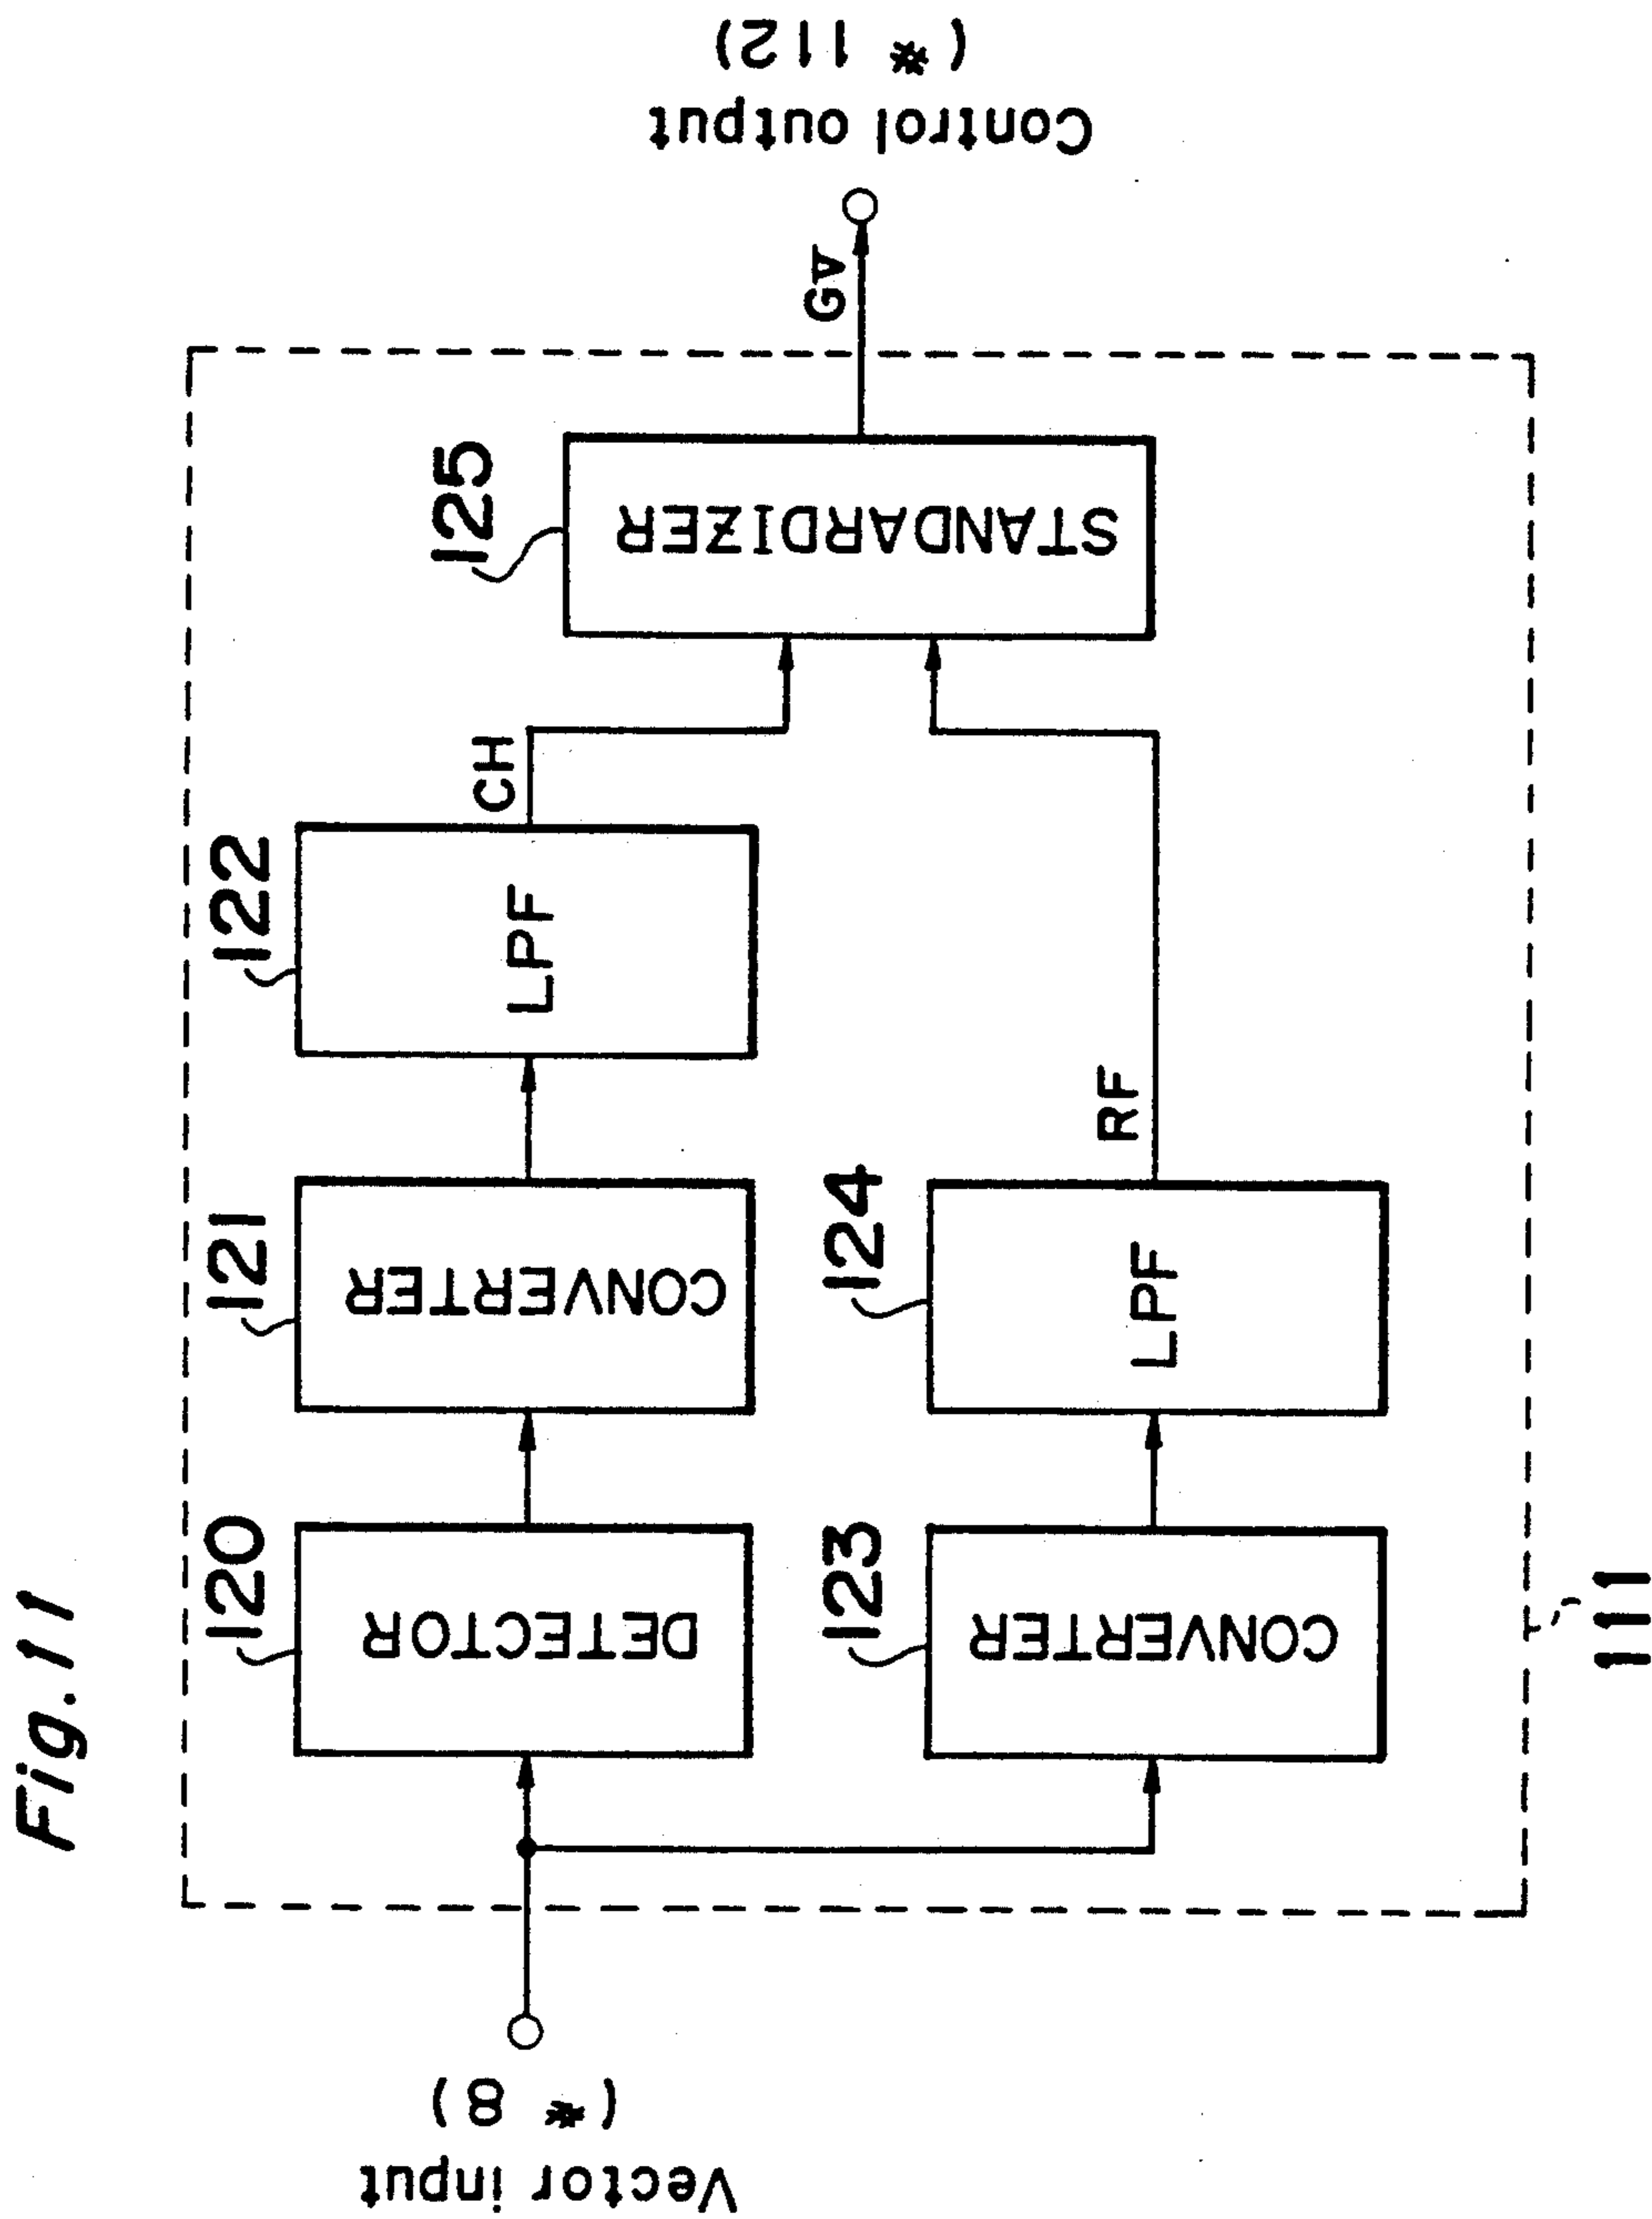 Fig. 11
Vector input
( * 8)
120
DETECTOR
121
CONVERTER
122
LPF
CH
123
CONVERTER
124
LPF
RF
125
STANDARDIZER
GV
Control output
( * 112)
111